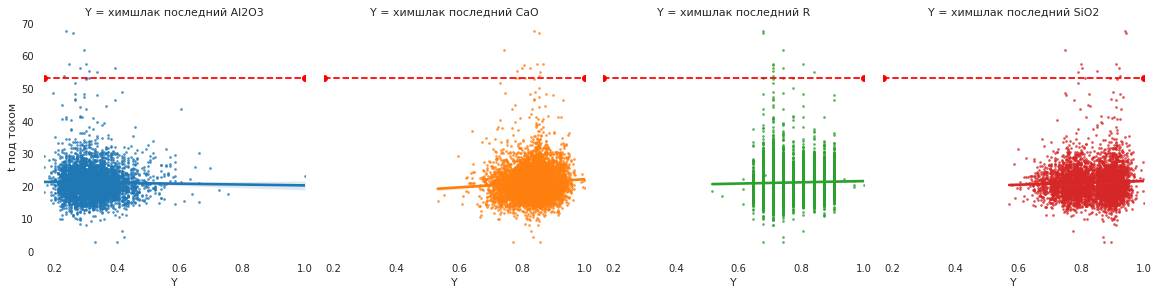 Y = химшлак последний Al2O3
Y = химшлак последний CaO
Y = химшлак последний R
Y = химшлак последний SiO2
70
60
50
40
30
20
10
0
t под током
0.2 0.4 0.6 0.8 1.0
0.2 0.4 0.6 0.8 1.0
0.2 0.4 0.6 0.8 1.0
0.2 0.4 0.6 0.8 1.0
Y
Y
Y
Y